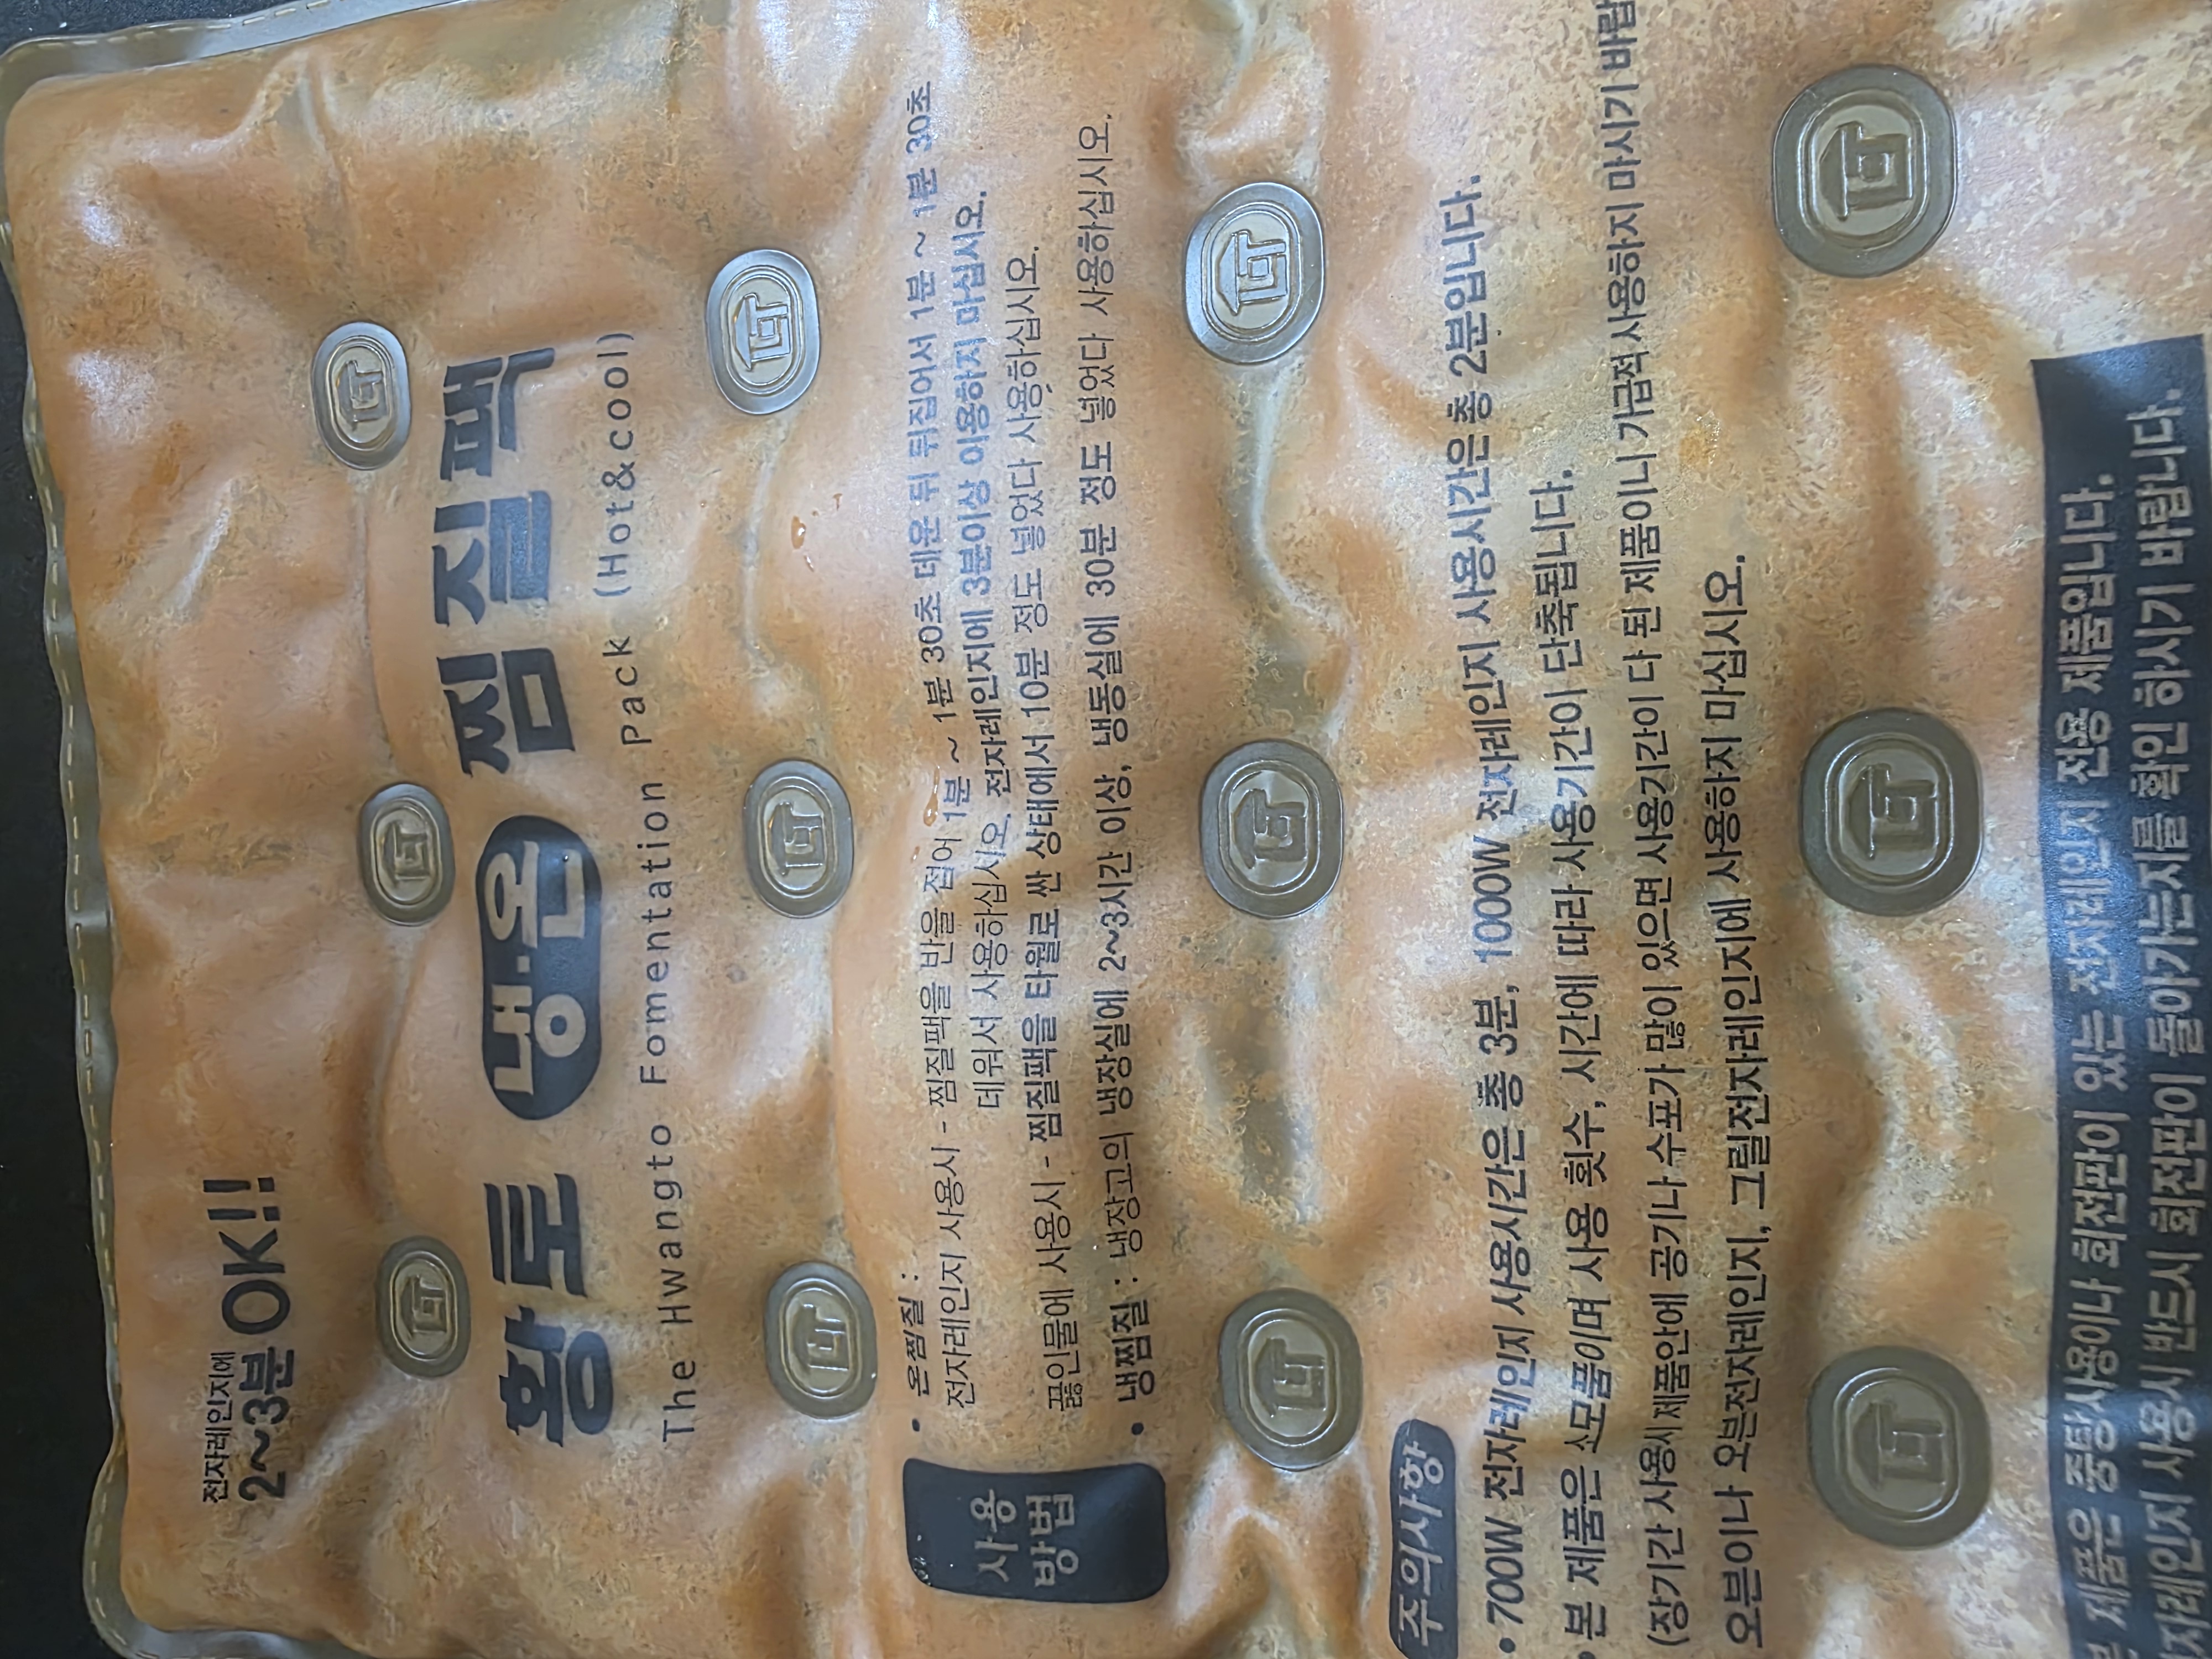 전자레인지에
2~3분 OK!!
황토 냉·온 찜질팩
The Hwangto Fomentation Pack (Hot&cool)
사용
방법
• 온찜질 :
전자레인지 사용시 - 찜질팩을 반을 접어 1분 ~ 1분 30초 데운 뒤 뒤집어서 1분 ~ 1분 30초
데워서 사용하십시오. 전자레인지에 3분이상 이용하지 마십시오.
끓인물에 사용시 - 찜질팩을 타월로 싼 상태에서 10분 정도 넣었다 사용하십시오.
• 냉찜질 : 냉장고의 냉장실에 2~3시간 이상, 냉동실에 30분 정도 넣었다 사용하십시오.
주의사항
• 700W 전자레인지 사용시간은 총 3분, 1000W 전자레인지 사용시간은 총 2분입니다.
• 본 제품은 소모품이며 사용 횟수, 시간에 따라 사용기간이 단축됩니다.
(장기간 사용시 제품안에 공기나 수포가 많이 있으면 사용기간이 다 된 제품이니 가급적 사용하지 마시기 바람
오븐이나 오븐전자레인지, 그릴전자레인지에 사용하지 마십시오.
본 제품은 중탕사용이나 회전판이 있는 전자레인지 전용 제품입니다.
전자레인지 사용시 반드시 회전판이 돌아가는지를 확인 하시기 바랍니다.